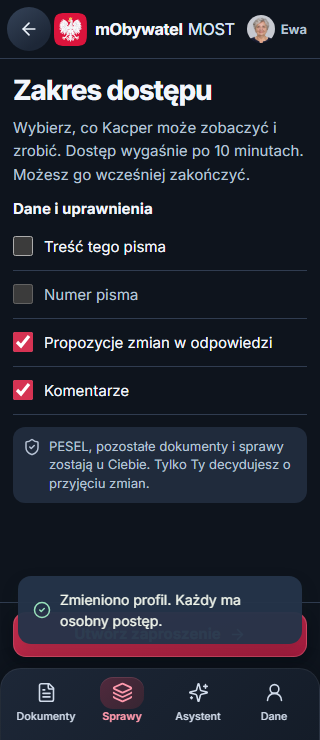 mObywatel MOST
Ewa
Zakres dostępu
Wybierz, co Kacper może zobaczyć i
zrobić. Dostęp wygaśnie po 10 minutach.
Możesz go wcześniej zakończyć.
Dane i uprawnienia
Treść tego pisma
Numer pisma
Propozycje zmian w odpowiedzi
Komentarze
PESEL, pozostałe dokumenty i sprawy
zostają u Ciebie. Tylko Ty decydujesz o
przyjęciu zmian.
Zmieniono profil. Każdy ma
osobny postęp.
Utwórz zaproszenie →
Dokumenty
Sprawy
Asystent
Dane